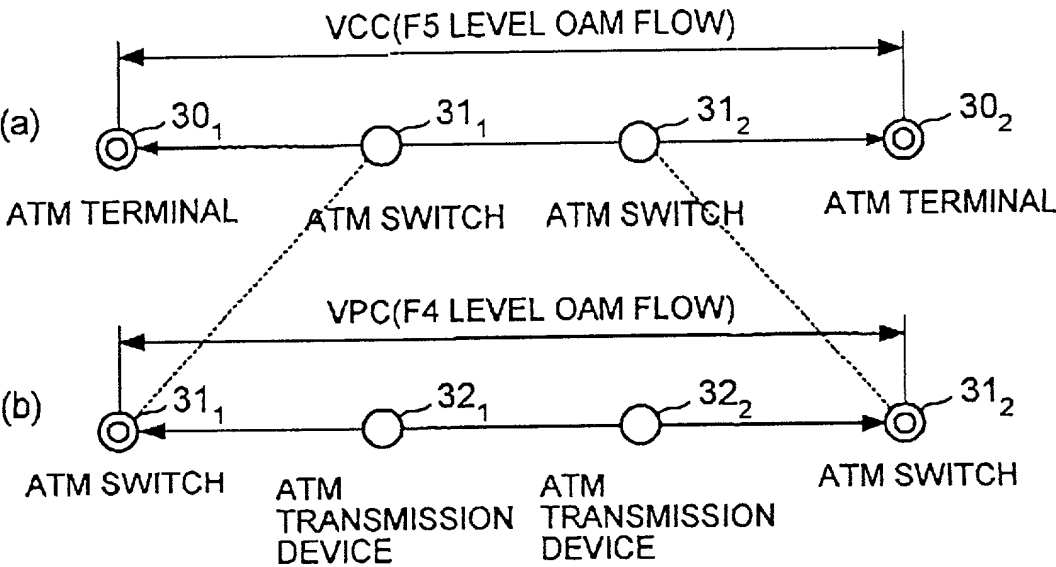 VCC(F5 LEVEL OAM FLOW)
(a)
30₁
31₁
31₂
30₂
ATM TERMINAL
ATM SWITCH
ATM SWITCH
ATM TERMINAL
VPC(F4 LEVEL OAM FLOW)
(b)
31₁
32₁
32₂
31₂
ATM SWITCH
ATM
TRANSMISSION
DEVICE
ATM
TRANSMISSION
DEVICE
ATM SWITCH